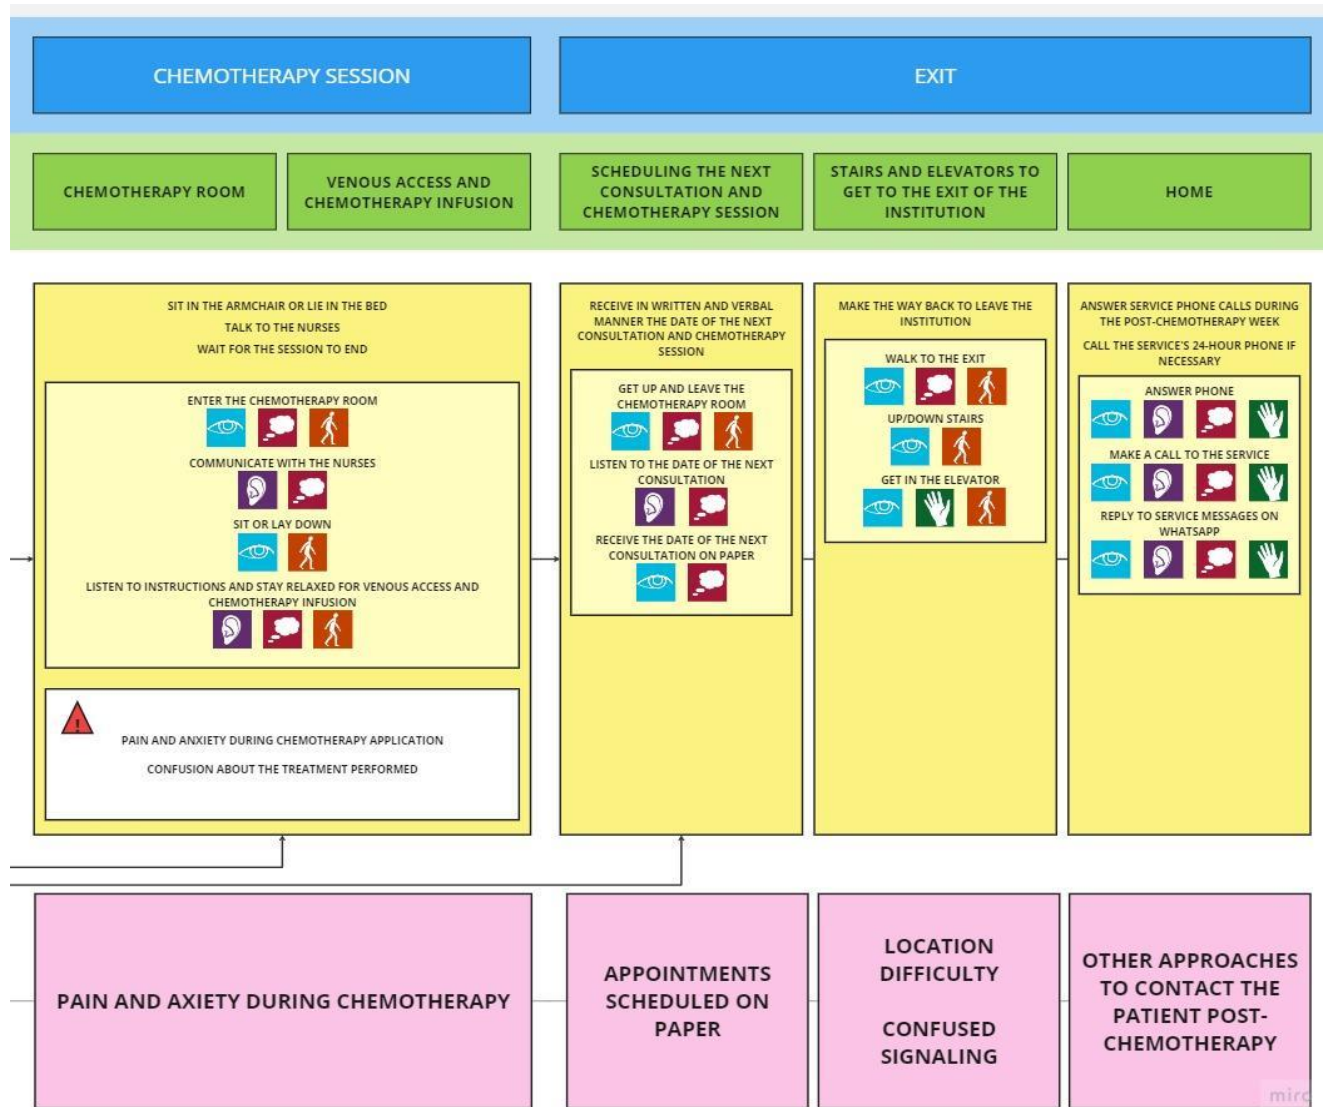 CHEMOTHERAPY SESSION
EXIT
CHEMOTHERAPY ROOM
VENOUS ACCESS AND
CHEMOTHERAPY INFUSION
SCHEDULING THE NEXT
CONSULTATION AND
CHEMOTHERAPY SESSION
STAIRS AND ELEVATORS TO
GET TO THE EXIT OF THE
INSTITUTION
HOME
SIT IN THE ARMCHAIR OR LIE IN THE BED
TALK TO THE NURSES
WAIT FOR THE SESSION TO END
ENTER THE CHEMOTHERAPY ROOM
COMMUNICATE WITH THE NURSES
SIT OR LAY DOWN
LISTEN TO INSTRUCTIONS AND STAY RELAXED FOR VENOUS ACCESS AND
CHEMOTHERAPY INFUSION
!
PAIN AND ANXIETY DURING CHEMOTHERAPY APPLICATION
CONFUSION ABOUT THE TREATMENT PERFORMED
RECEIVE IN WRITTEN AND VERBAL
MANNER THE DATE OF THE NEXT
CONSULTATION AND CHEMOTHERAPY
SESSION
GET UP AND LEAVE THE
CHEMOTHERAPY ROOM
LISTEN TO THE DATE OF THE NEXT
CONSULTATION
RECEIVE THE DATE OF THE NEXT
CONSULTATION ON PAPER
MAKE THE WAY BACK TO LEAVE THE
INSTITUTION
WALK TO THE EXIT
UP/DOWN STAIRS
GET IN THE ELEVATOR
ANSWER SERVICE PHONE CALLS DURING
THE POST-CHEMOTHERAPY WEEK
CALL THE SERVICE'S 24-HOUR PHONE IF
NECESSARY
ANSWER PHONE
MAKE A CALL TO THE SERVICE
REPLY TO SERVICE MESSAGES ON
WHATSAPP
PAIN AND AXIETY DURING CHEMOTHERAPY
APPOINTMENTS
SCHEDULED ON
PAPER
LOCATION
DIFFICULTY
CONFUSED
SIGNALING
OTHER APPROACHES
TO CONTACT THE
PATIENT POST-
CHEMOTHERAPY
miro